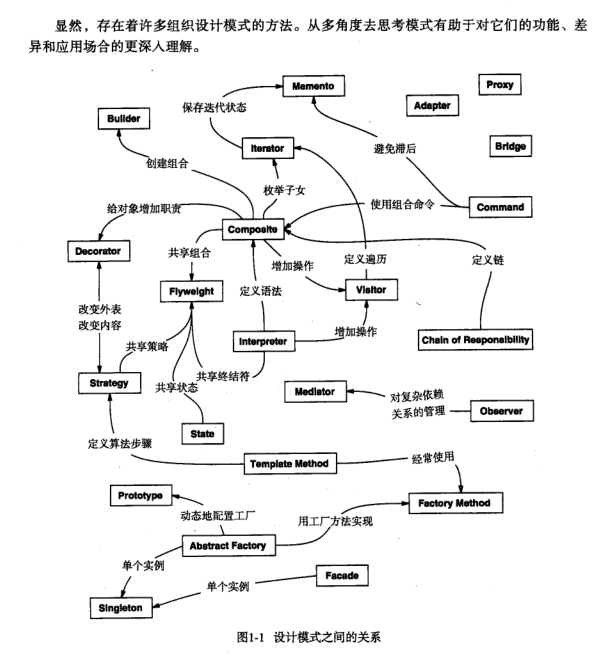 显然，存在着许多组织设计模式的方法。从多角度去思考模式有助于对它们的功能、差
异和应用场合的更深入理解。
Memento
Proxy
Adapter
保存迭代状态
Builder
Iterator
避免滞后
Bridge
创建组合
枚举子女
给对象增加职责
使用组合命令
Command
Composite
Decorator
共享组合
增加操作
定义遍历
定义链
Flyweight
定义语法
Visitor
改变外表
改变内容
增加操作
共享策略
Interpreter
Chain of Responsibility
Strategy
共享状态
共享终结符
Mediator
对复杂依赖
关系的管理
Observer
State
定义算法步骤
Template Method
经常使用
Prototype
Factory Method
动态地配置工厂
用工厂方法实现
Abstract Factory
单个实例
单个实例
Facade
Singleton
图1-1 设计模式之间的关系